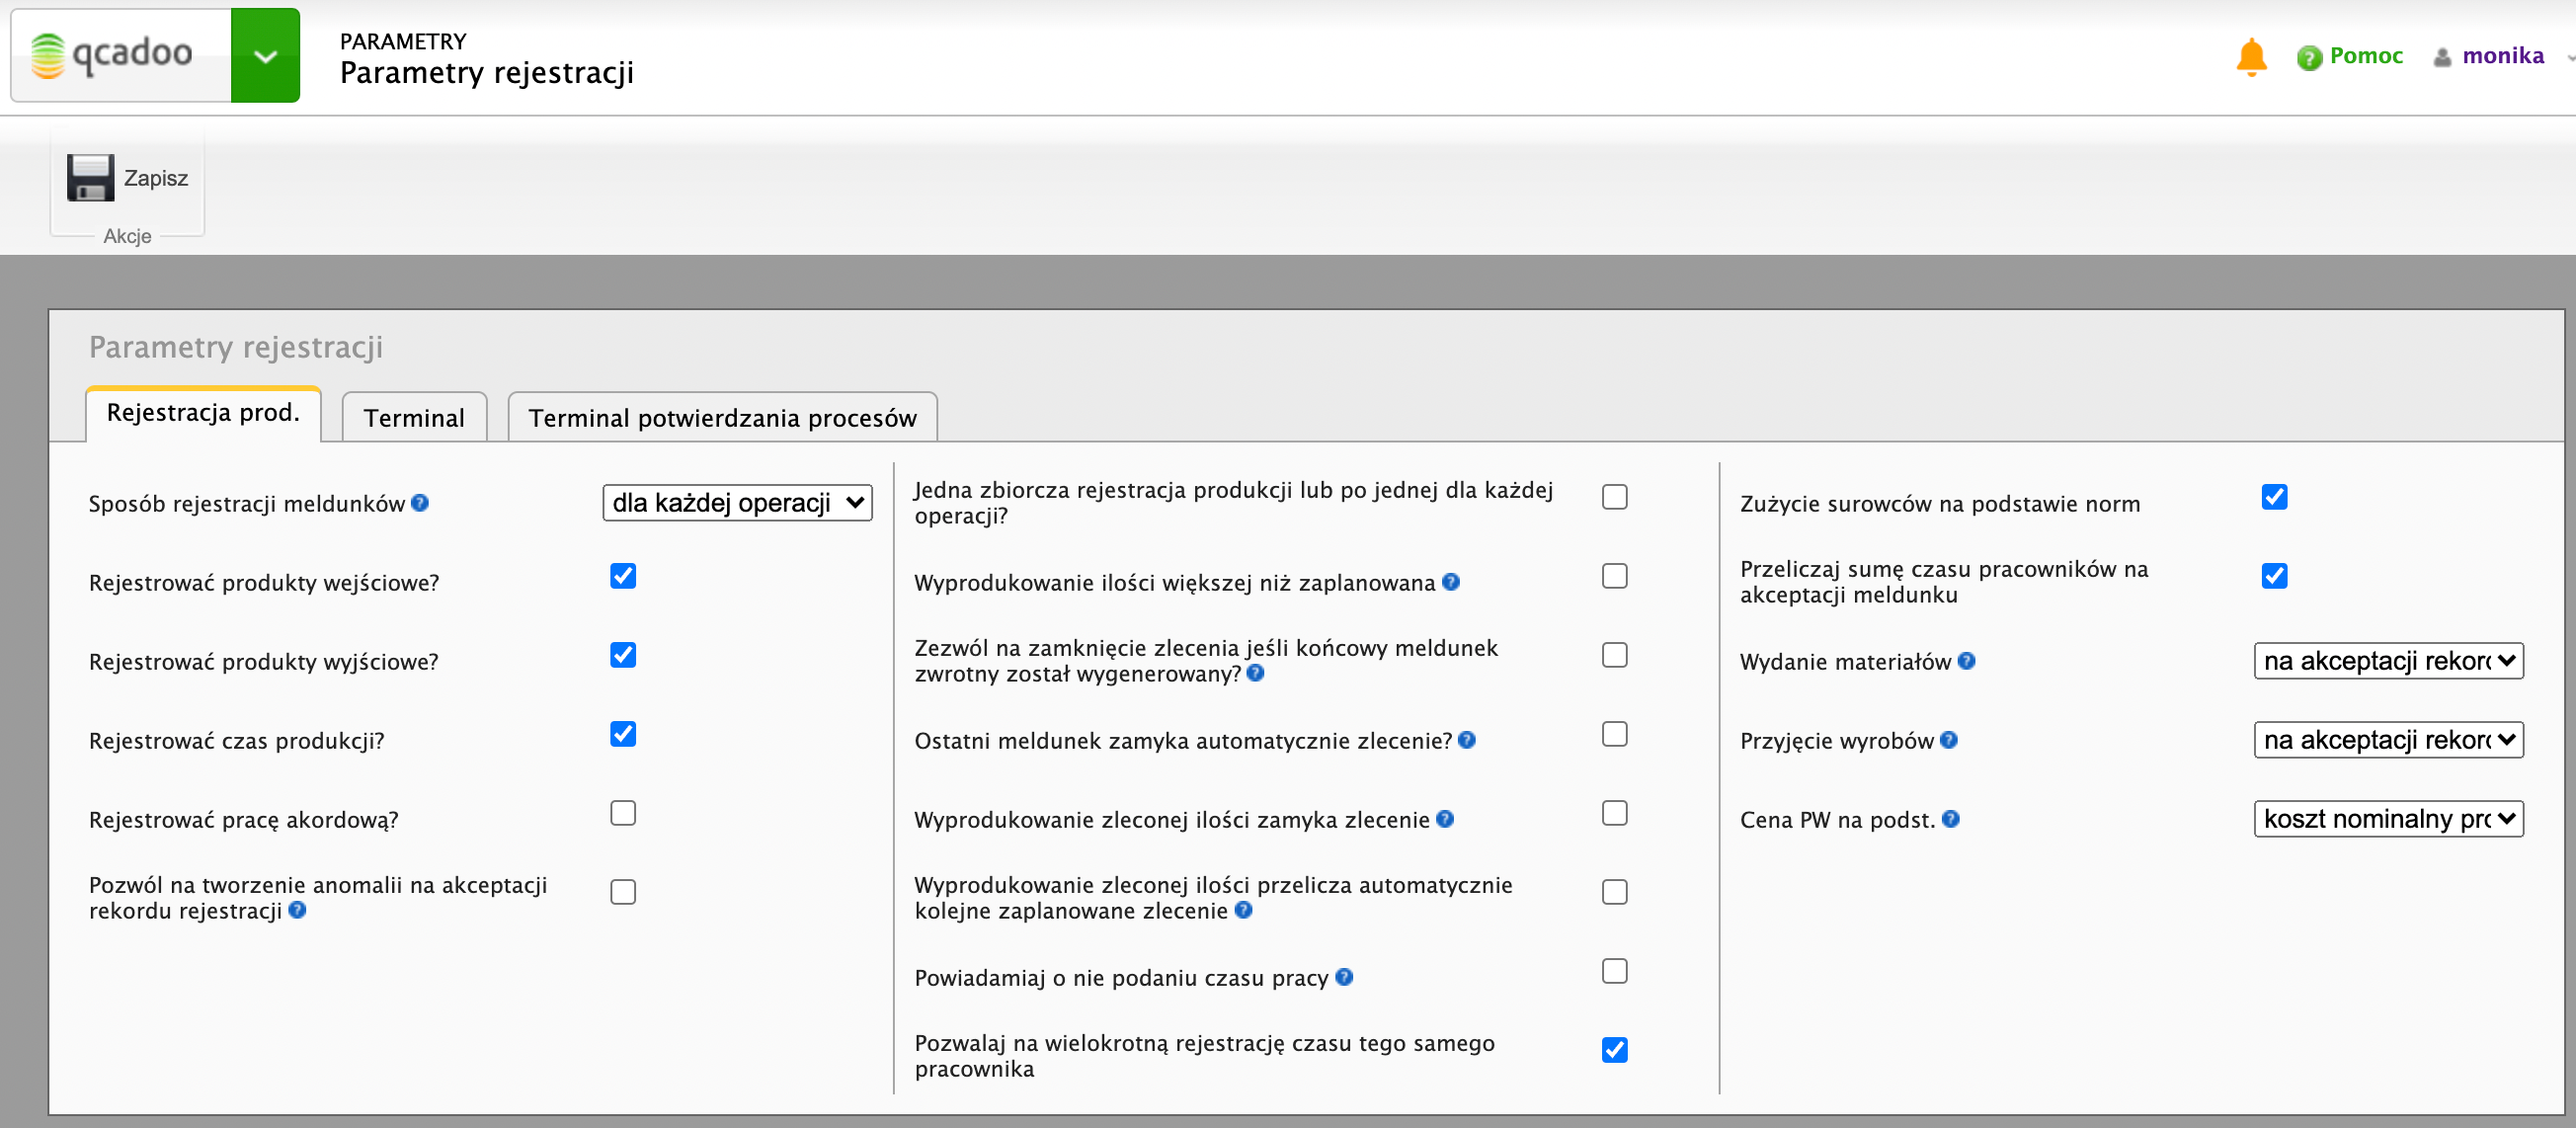 qcadoo
PARAMETRY
Parametry rejestracji
Pomoc
monika
Zapisz
Akcje
Parametry rejestracji
Rejestracja prod.
Terminal
Terminal potwierdzania procesów
Sposób rejestracji meldunków
dla każdej operacji
Rejestrować produkty wejściowe?
Rejestrować produkty wyjściowe?
Rejestrować czas produkcji?
Rejestrować pracę akordową?
Pozwól na tworzenie anomalii na akceptacji
rekordu rejestracji
Jedna zbiorcza rejestracja produkcji lub po jednej dla każdej
operacji?
Wyprodukowanie ilości większej niż zaplanowana
Zezwól na zamknięcie zlecenia jeśli końcowy meldunek
zwrotny został wygenerowany?
Ostatni meldunek zamyka automatycznie zlecenie?
Wyprodukowanie zleconej ilości zamyka zlecenie
Wyprodukowanie zleconej ilości przelicza automatycznie
kolejne zaplanowane zlecenie
Powiadamiaj o nie podaniu czasu pracy
Pozwalaj na wielokrotną rejestrację czasu tego samego
pracownika
Zużycie surowców na podstawie norm
Przeliczaj sumę czasu pracowników na
akceptacji meldunku
Wydanie materiałów
na akceptacji rekor
Przyjęcie wyrobów
na akceptacji rekor
Cena PW na podst.
koszt nominalny pro